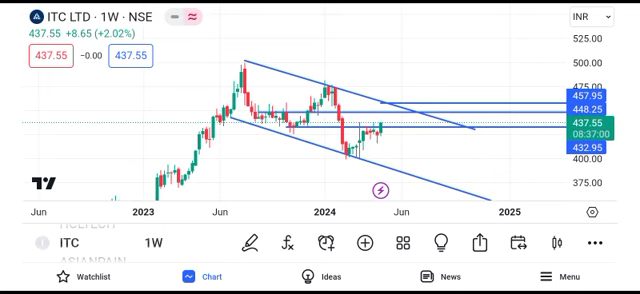 ITC LTD · 1W · NSE
INR
437.55 +8.65 (+2.02%)
437.55 −0.00 437.55
525.00
500.00
475.00
457.95
448.25
437.55
08:37:00
432.95
400.00
375.00
Jun 2023 Jun 2024 Jun 2025
HCLTECH
ITC 1W
ASIANPAIN
Watchlist Chart Ideas News Menu